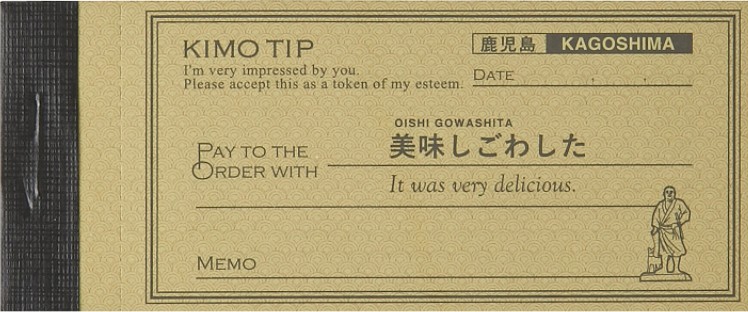 KIMO TIP
鹿児島 KAGOSHIMA
I'm very impressed by you.
Please accept this as a token of my esteem.
DATE . .
OISHI GOWASHITA
PAY TO THE
ORDER WITH
美味しごわした
It was very delicious.
MEMO